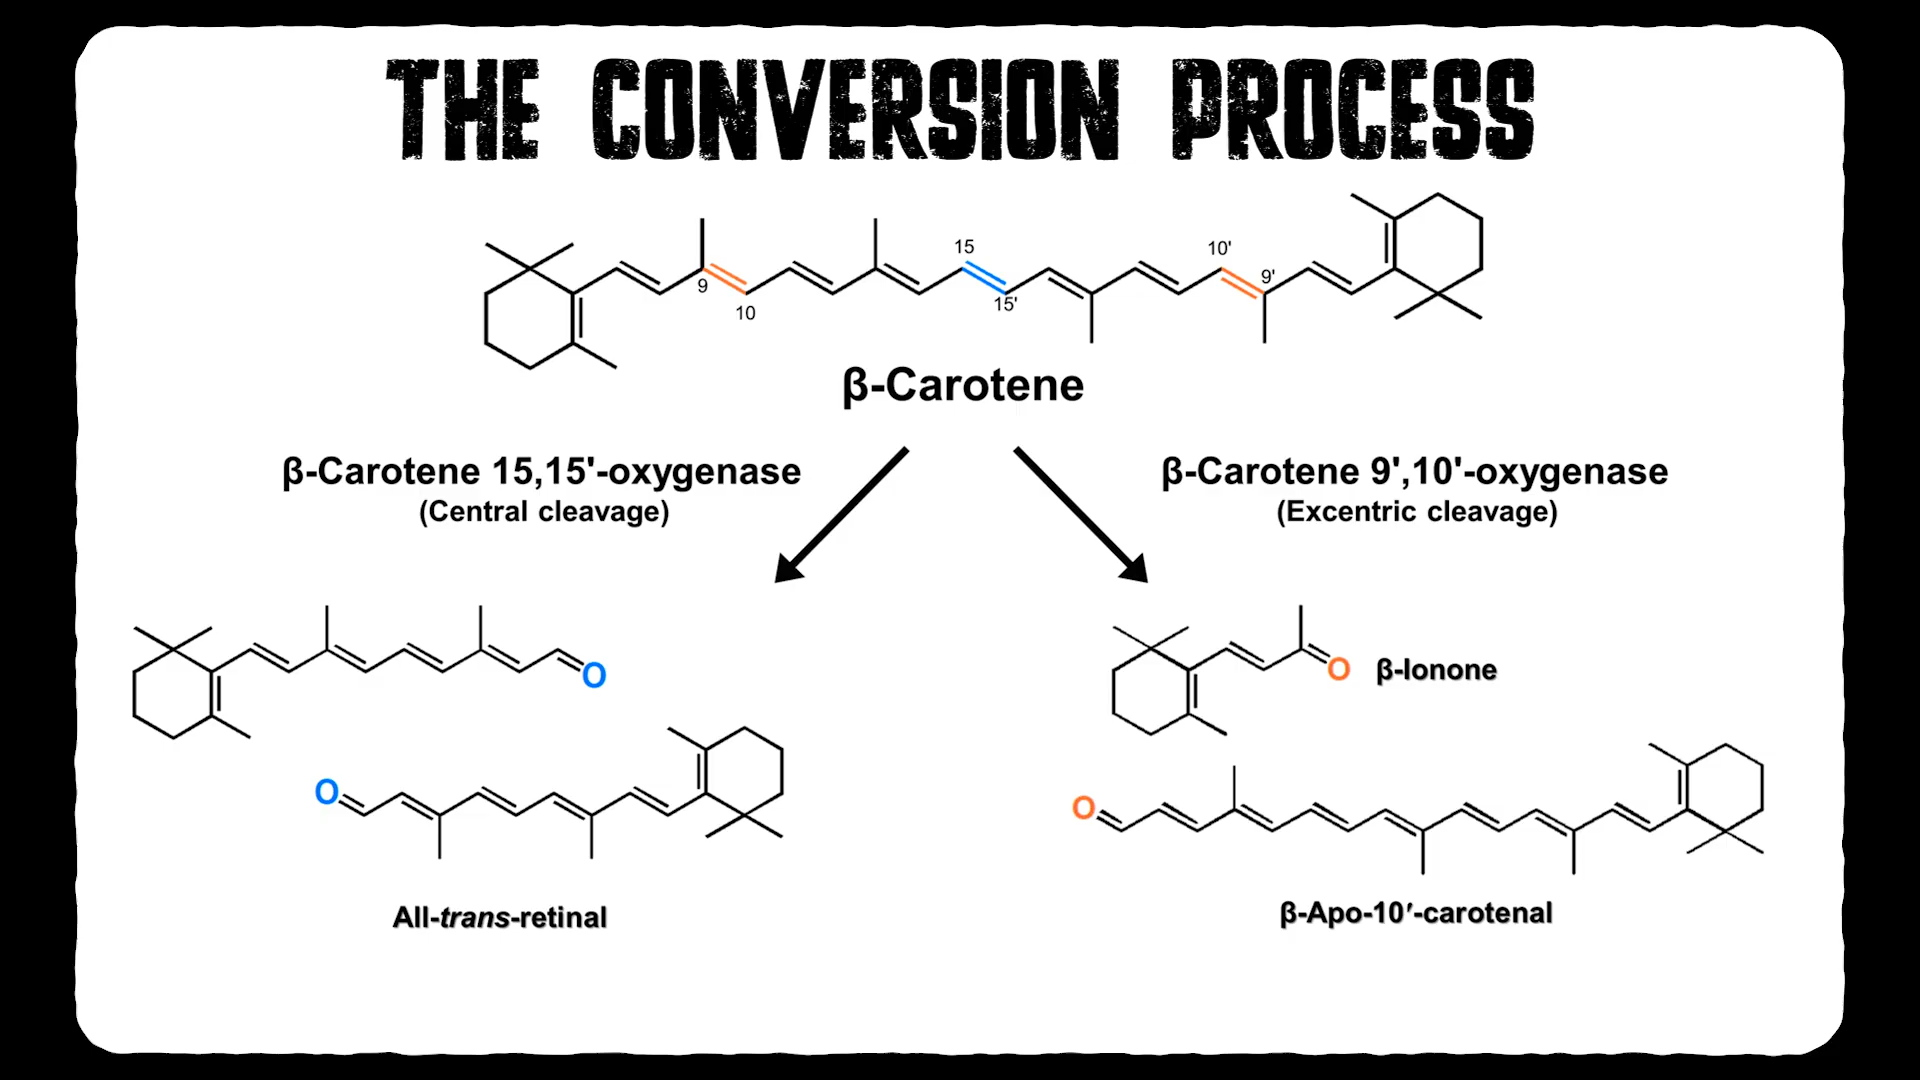 THE CONVERSION PROCESS
15
10'
9
9'
10
15'
β-Carotene
β-Carotene 15,15'-oxygenase
(Central cleavage)
β-Carotene 9',10'-oxygenase
(Excentric cleavage)
O
O
All-trans-retinal
O
β-Ionone
O
β-Apo-10′-carotenal